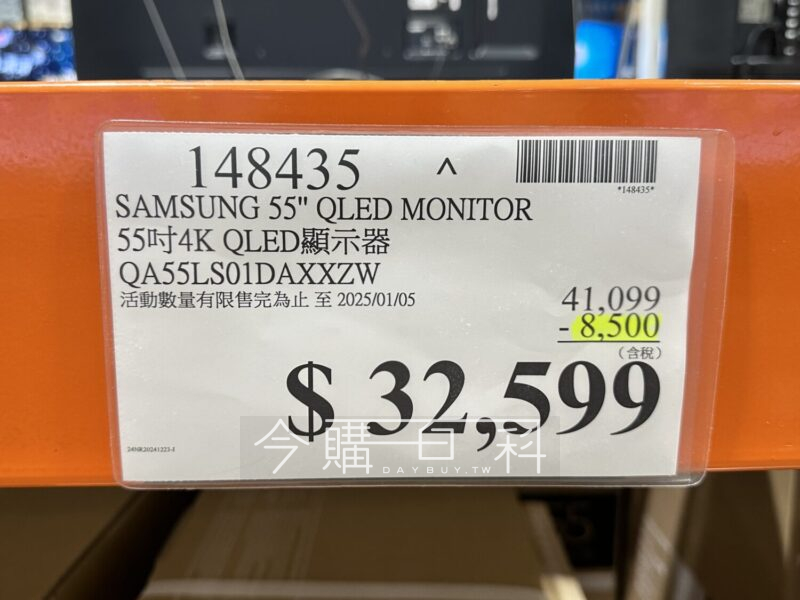 148435 ^
*148435*
SAMSUNG 55" QLED MONITOR
55吋4K QLED顯示器
QA55LS01DAXXZW
活動數量有限售完為止 至 2025/01/05
41,099
- 8,500
(含稅)
$ 32,599
今購百科
DAYBUY.TW
24NR20241223-J